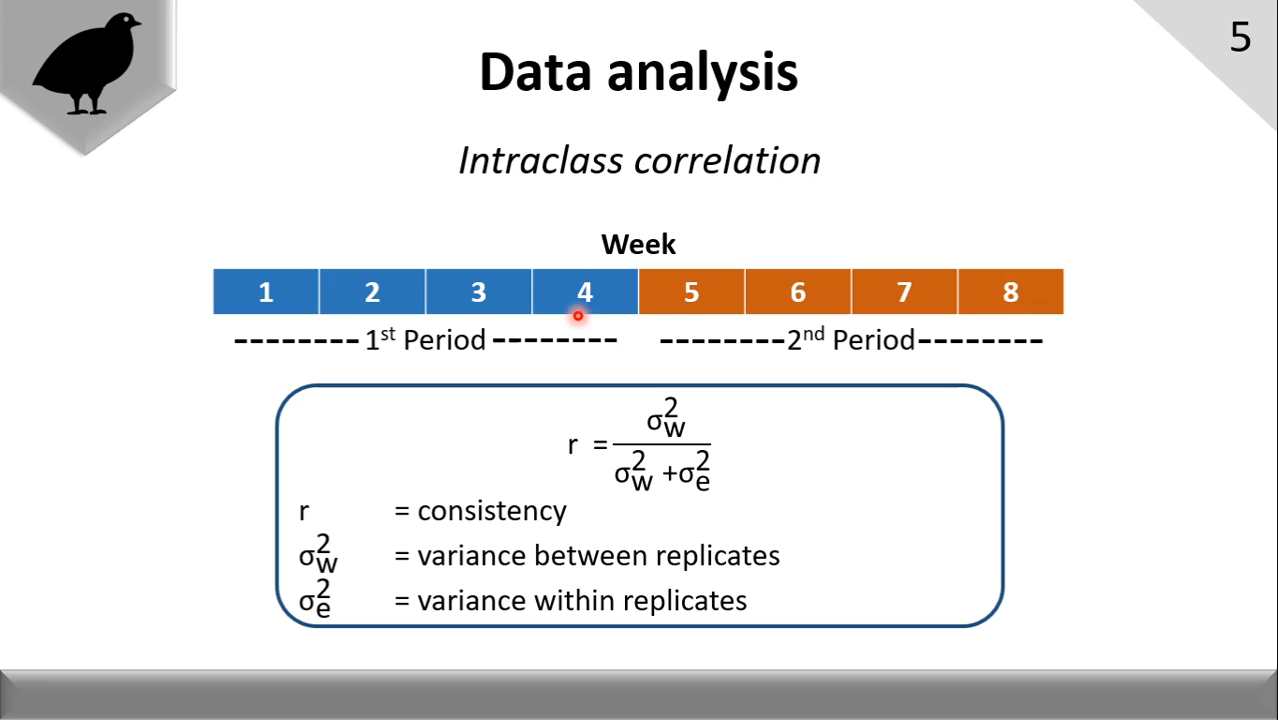 5
Data analysis
Intraclass correlation
Week
1 2 3 4 5 6 7 8
--------1st Period-------- --------2nd Period--------
r = σ²w / (σ²w +σ²e)
r = consistency
σ²w = variance between replicates
σ²e = variance within replicates